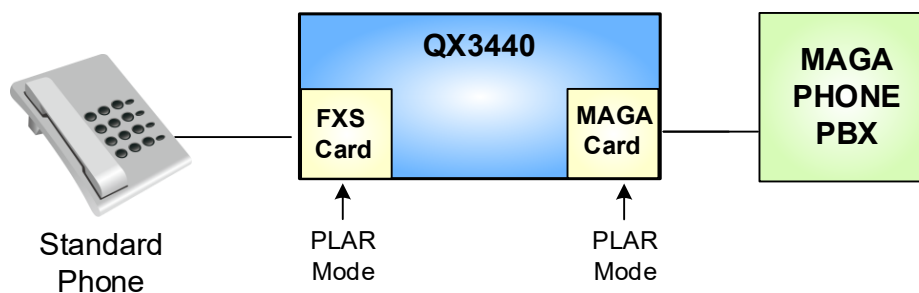 QX3440
FXS
Card
MAGA
Card
MAGA
PHONE
PBX
Standard
Phone
PLAR
Mode
PLAR
Mode